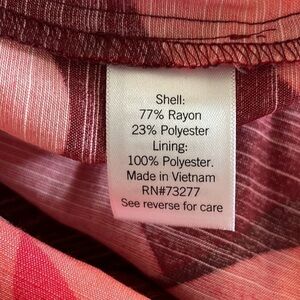 Shell:
77% Rayon
23% Polyester
Lining:
100% Polyester.
Made in Vietnam
RN#73277
See reverse for care